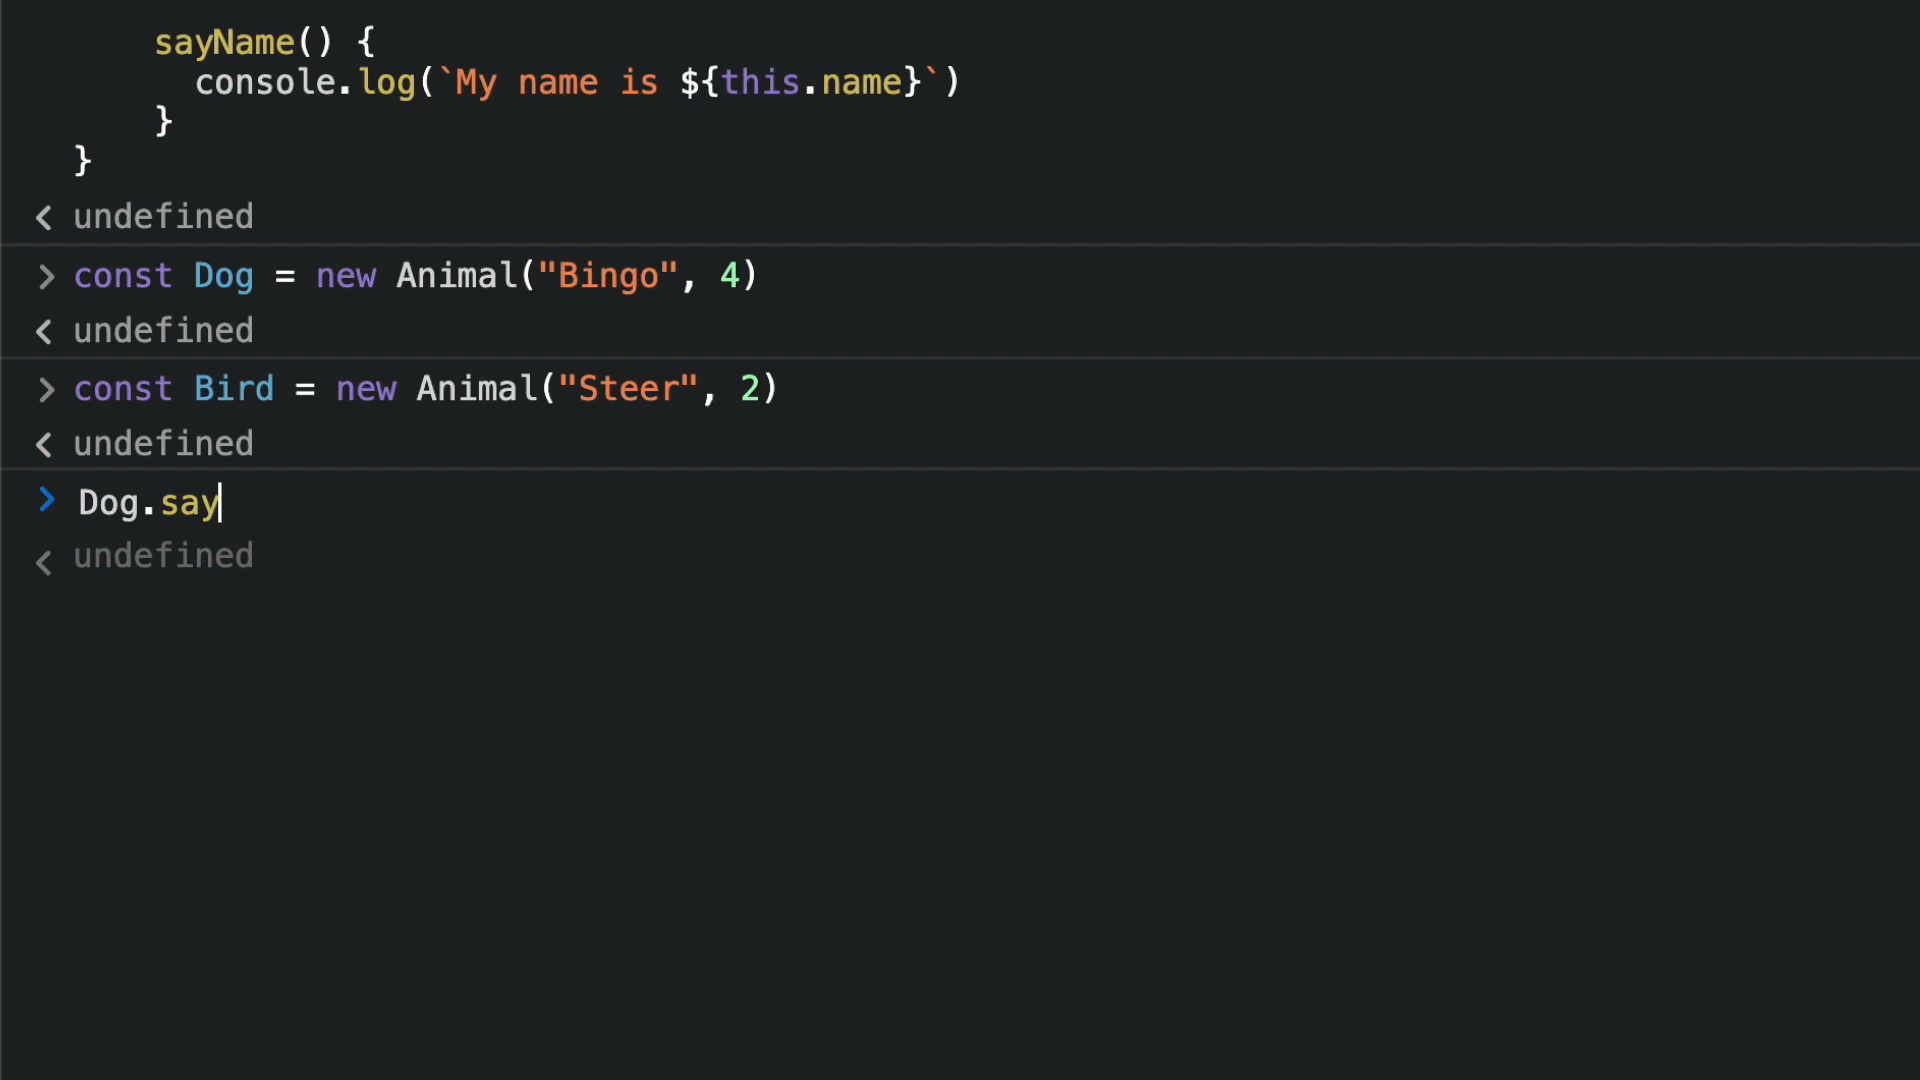 sayName() {
console.log(`My name is ${this.name}`)
}
}
< undefined
> const Dog = new Animal("Bingo", 4)
< undefined
> const Bird = new Animal("Steer", 2)
< undefined
> Dog.say
< undefined